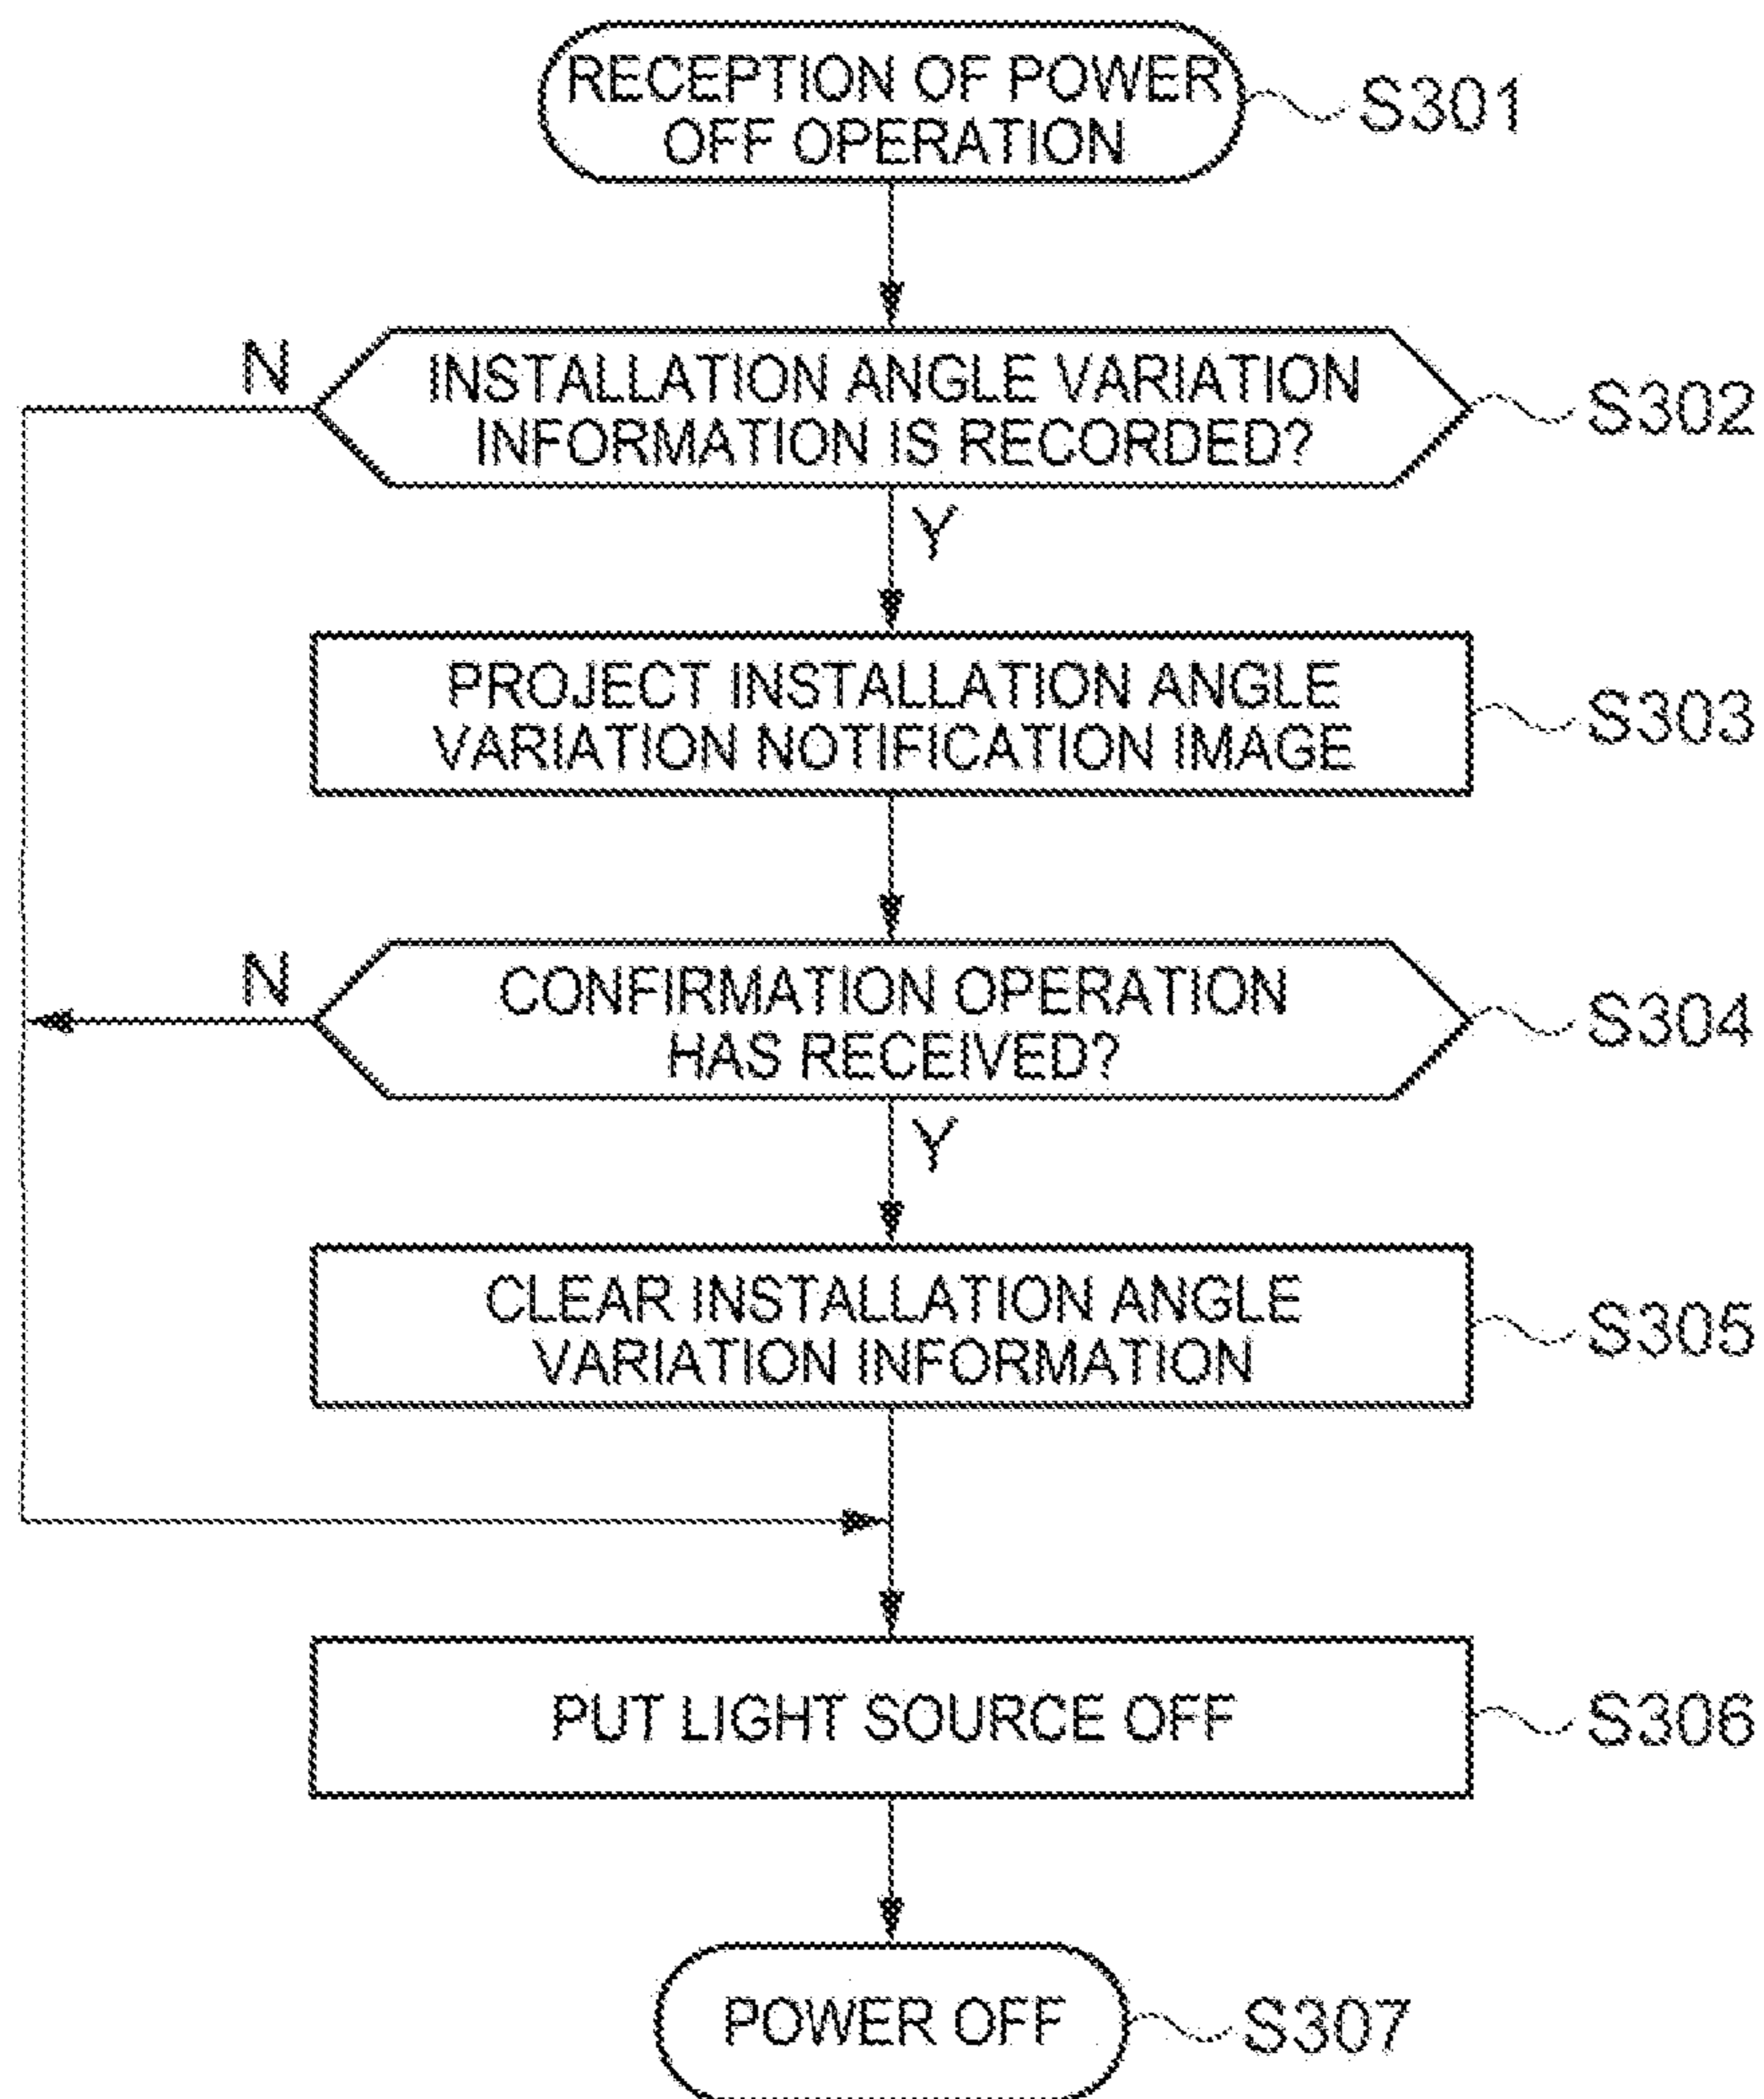 RECEPTION OF POWER
OFF OPERATION
S301
N
INSTALLATION ANGLE VARIATION
INFORMATION IS RECORDED?
S302
Y
PROJECT INSTALLATION ANGLE
VARIATION NOTIFICATION IMAGE
S303
N
CONFIRMATION OPERATION
HAS RECEIVED?
S304
Y
CLEAR INSTALLATION ANGLE
VARIATION INFORMATION
S305
PUT LIGHT SOURCE OFF
S306
POWER OFF
S307